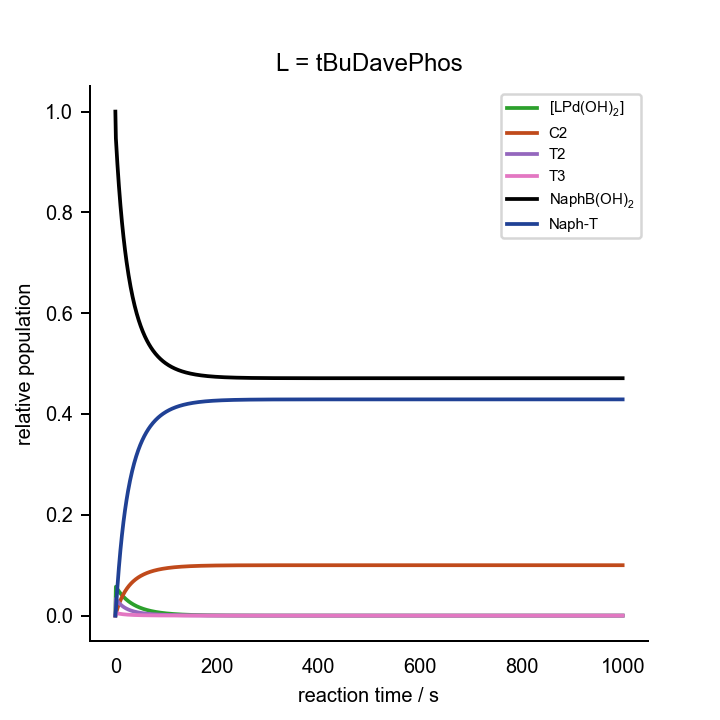 L = tBuDavePhos
[LPd(OH)₂]
C2
T2
T3
NaphB(OH)₂
Naph-T
1.0
0.8
0.6
0.4
0.2
0.0
relative population
0 200 400 600 800 1000
reaction time / s